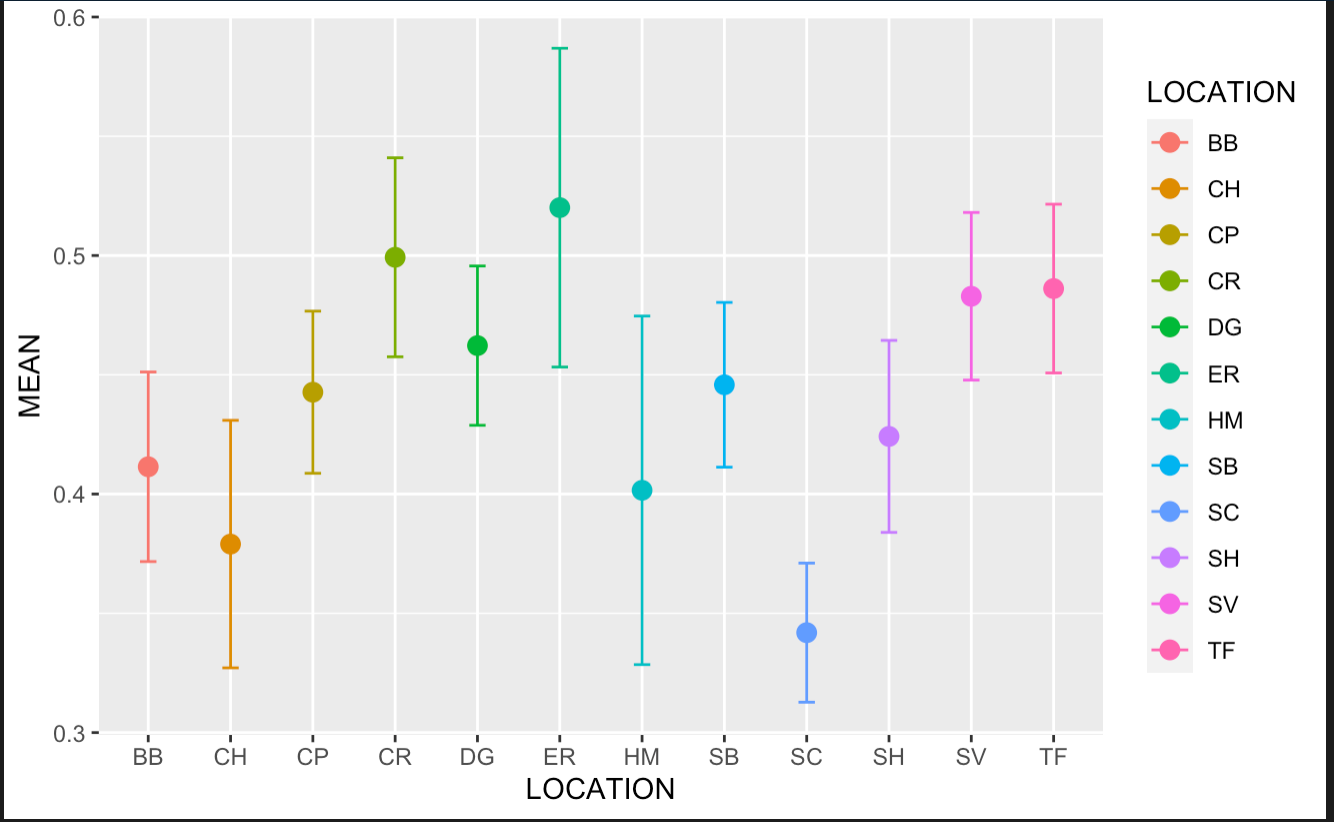 0.6
0.5
0.4
0.3
MEAN
BB CH CP CR DG ER HM SB SC SH SV TF
LOCATION
LOCATION
BB
CH
CP
CR
DG
ER
HM
SB
SC
SH
SV
TF